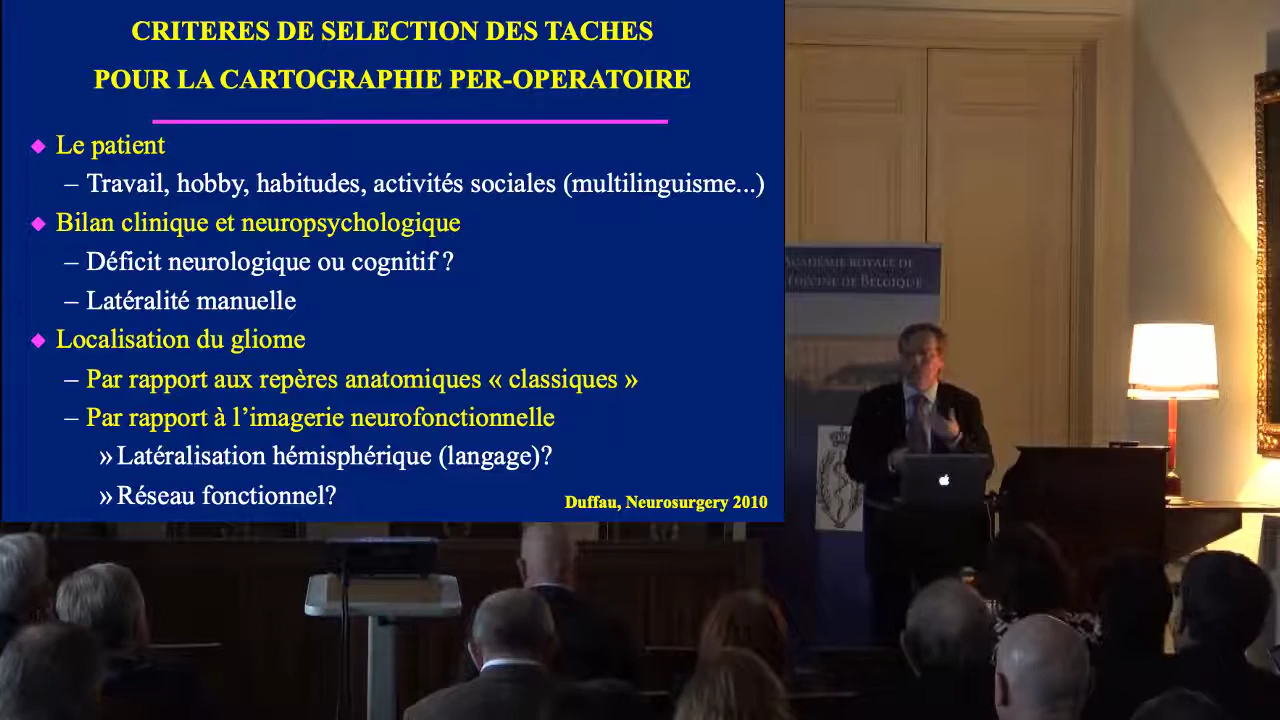 CRITERES DE SELECTION DES TACHES
POUR LA CARTOGRAPHIE PER-OPERATOIRE
◆ Le patient
– Travail, hobby, habitudes, activités sociales (multilinguisme...)
◆ Bilan clinique et neuropsychologique
– Déficit neurologique ou cognitif ?
– Latéralité manuelle
◆ Localisation du gliome
– Par rapport aux repères anatomiques « classiques »
– Par rapport à l’imagerie neurofonctionnelle
» Latéralisation hémisphérique (langage)?
» Réseau fonctionnel?
Duffau, Neurosurgery 2010
Académie royale de
Médecine de Belgique